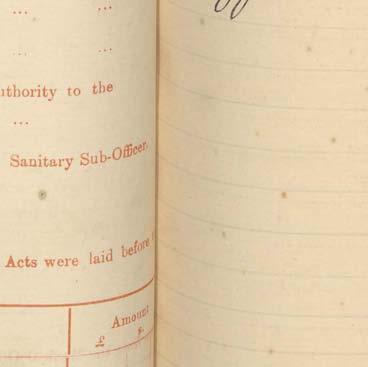 ... ...
... ...
uthority to the
...
Sanitary Sub-Officer.
Acts were laid before
Amount
£ s.